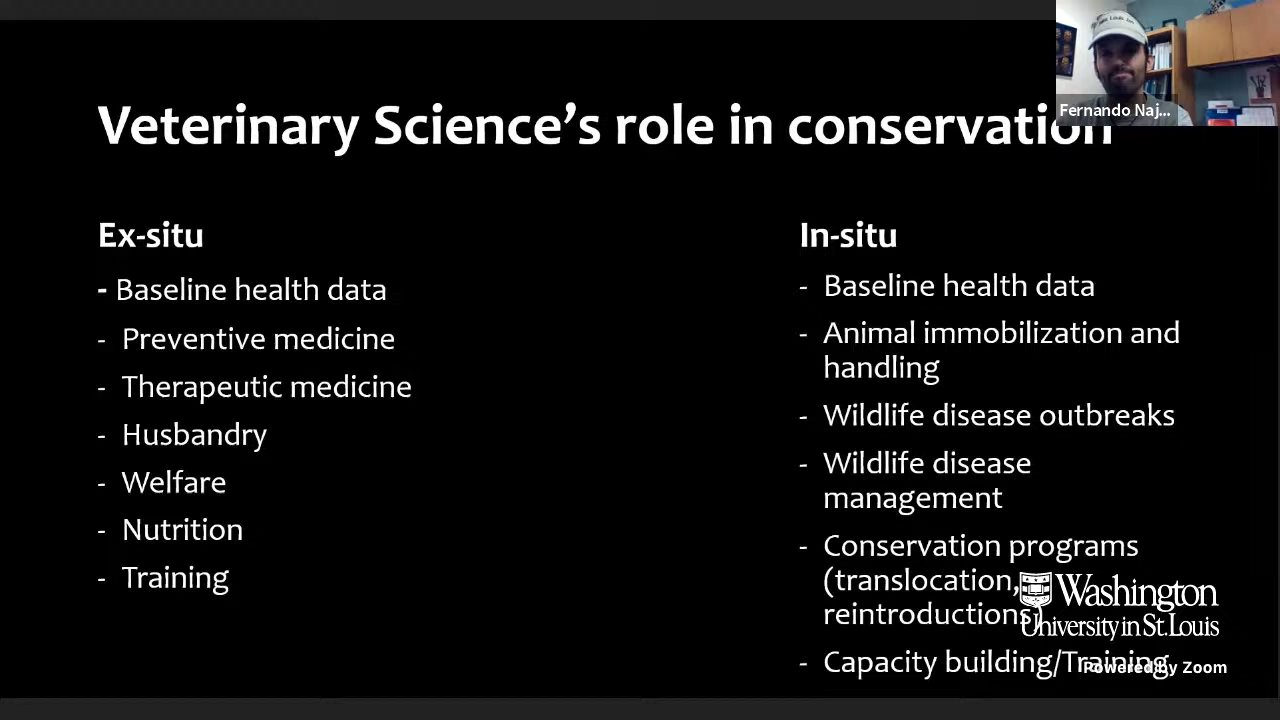 Veterinary Science’s role in conservation
Fernando Naj...
Ex-situ
- Baseline health data
- Preventive medicine
- Therapeutic medicine
- Husbandry
- Welfare
- Nutrition
- Training
In-situ
- Baseline health data
- Animal immobilization and
handling
- Wildlife disease outbreaks
- Wildlife disease
management
- Conservation programs
(translocation,
reintroductions)
- Capacity building/Training
Washington
University in St. Louis
Powered by Zoom